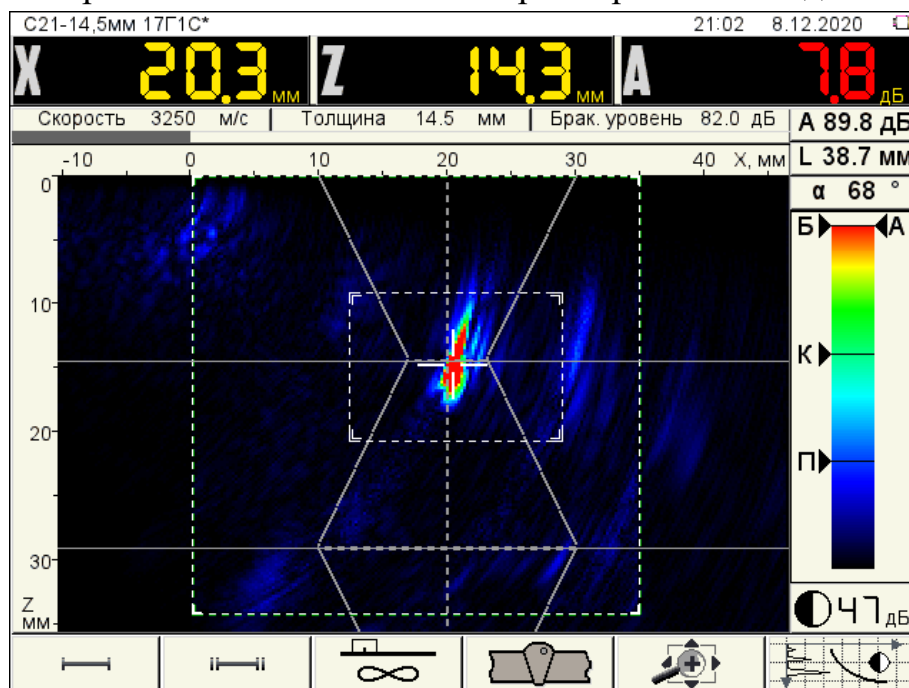 С21-14,5мм 17Г1С* 21:02 8.12.2020
X 20.3 мм Z 14.3 мм A 7.8 дБ
Скорость 3250 м/с Толщина 14.5 мм Брак. уровень 82.0 дБ A 89.8 дБ
L 38.7 мм
-10 0 10 20 30 40 X, мм
α 68 °
0
Б А
10
К
20
П
30
Z
мм
47 дБ